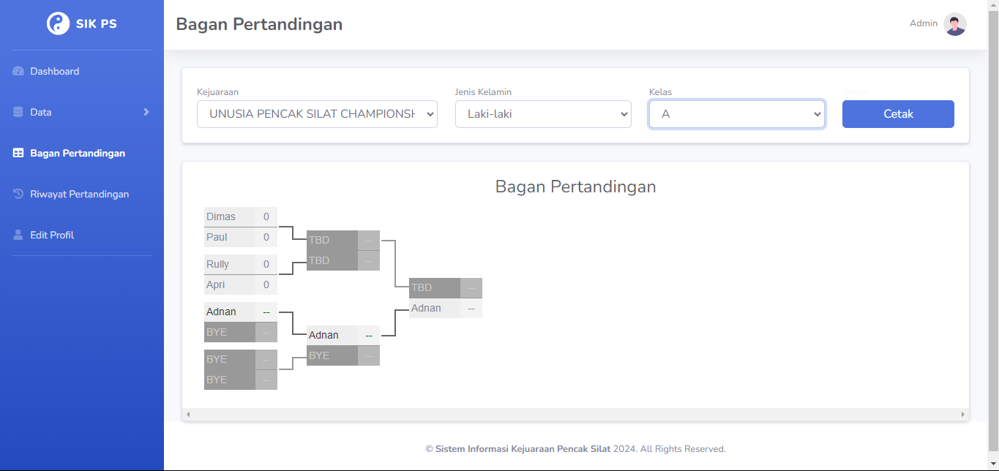 SIK PS
Bagan Pertandingan
Admin
Dashboard
Data
Bagan Pertandingan
Riwayat Pertandingan
Edit Profil
Kejuaraan
Jenis Kelamin
Kelas
UNUSIA PENCAK SILAT CHAMPIONSH
Laki-laki
A
Cetak
Bagan Pertandingan
Dimas 0
Paul 0
Rully 0
Apri 0
Adnan --
BYE --
BYE --
BYE --
TBD --
TBD --
Adnan --
BYE --
TBD --
Adnan --
© Sistem Informasi Kejuaraan Pencak Silat 2024. All Rights Reserved.